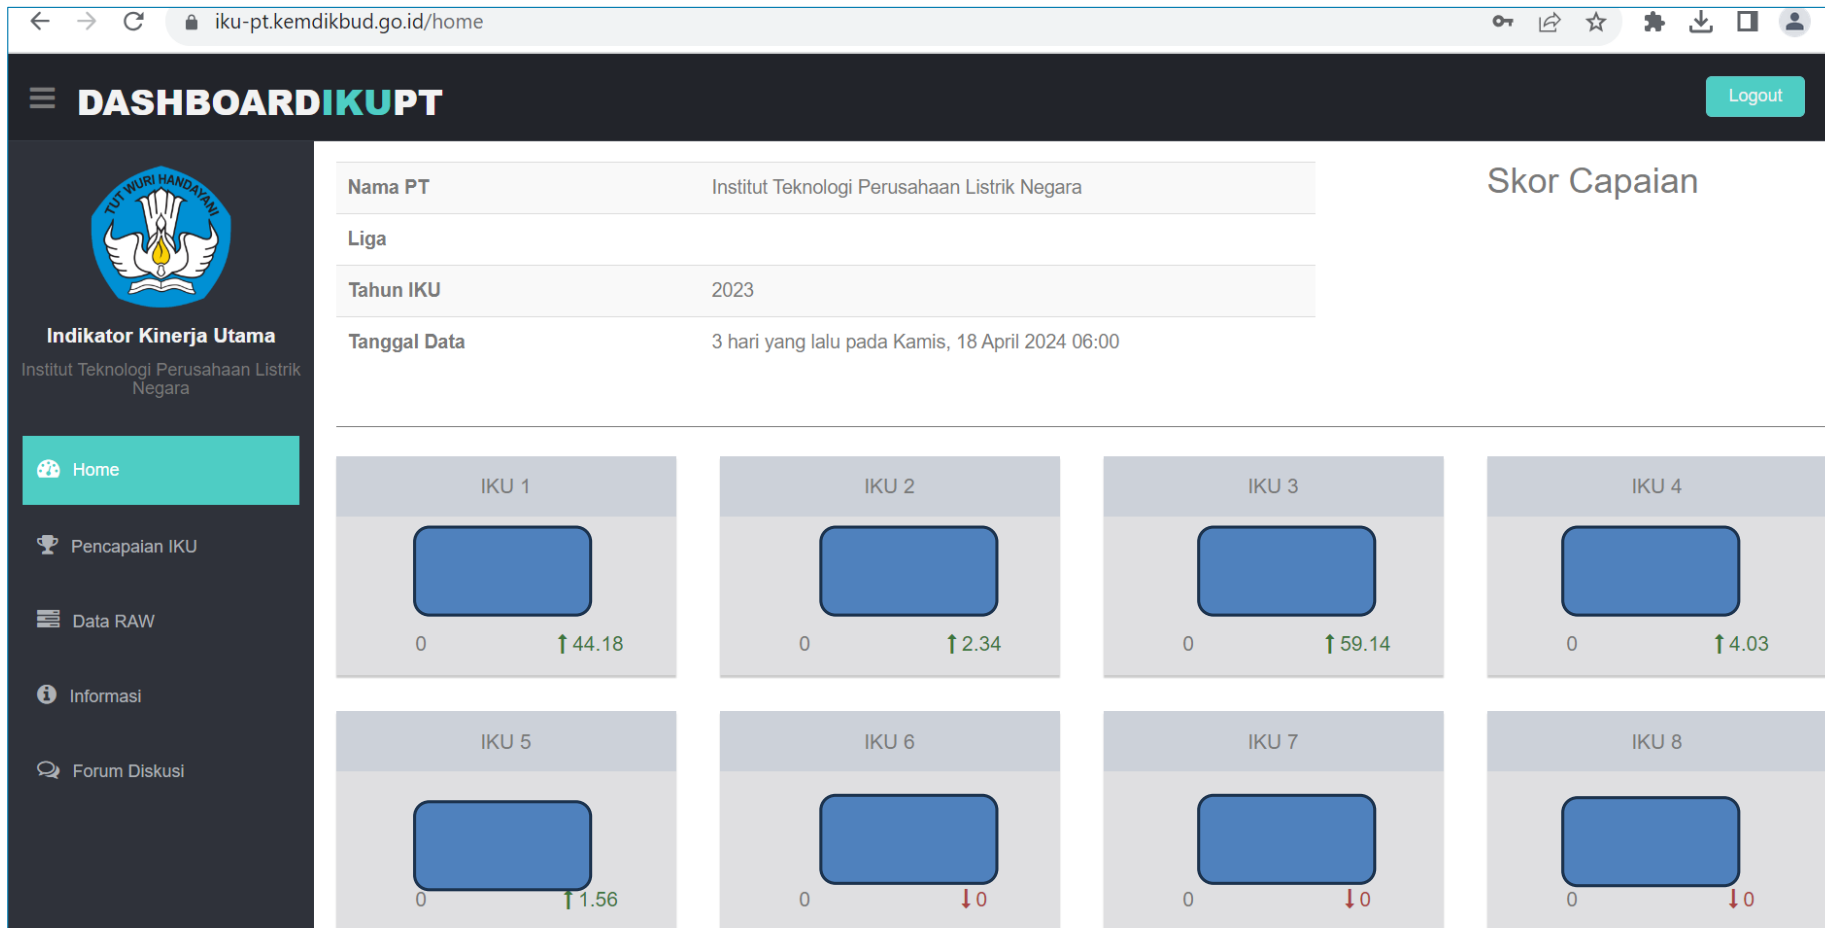 iku-pt.kemdikbud.go.id/home
DASHBOARDIKUPT
Logout
TUT WURI HANDAYANI
Indikator Kinerja Utama
Institut Teknologi Perusahaan Listrik
Negara
Home
Pencapaian IKU
Data RAW
Informasi
Forum Diskusi
Nama PT Institut Teknologi Perusahaan Listrik Negara
Liga
Tahun IKU 2023
Tanggal Data 3 hari yang lalu pada Kamis, 18 April 2024 06:00
Skor Capaian
IKU 1 IKU 2 IKU 3 IKU 4
0 ↑44.18 0 ↑2.34 0 ↑59.14 0 ↑4.03
IKU 5 IKU 6 IKU 7 IKU 8
0 ↑1.56 0 ↓0 0 ↓0 0 ↓0